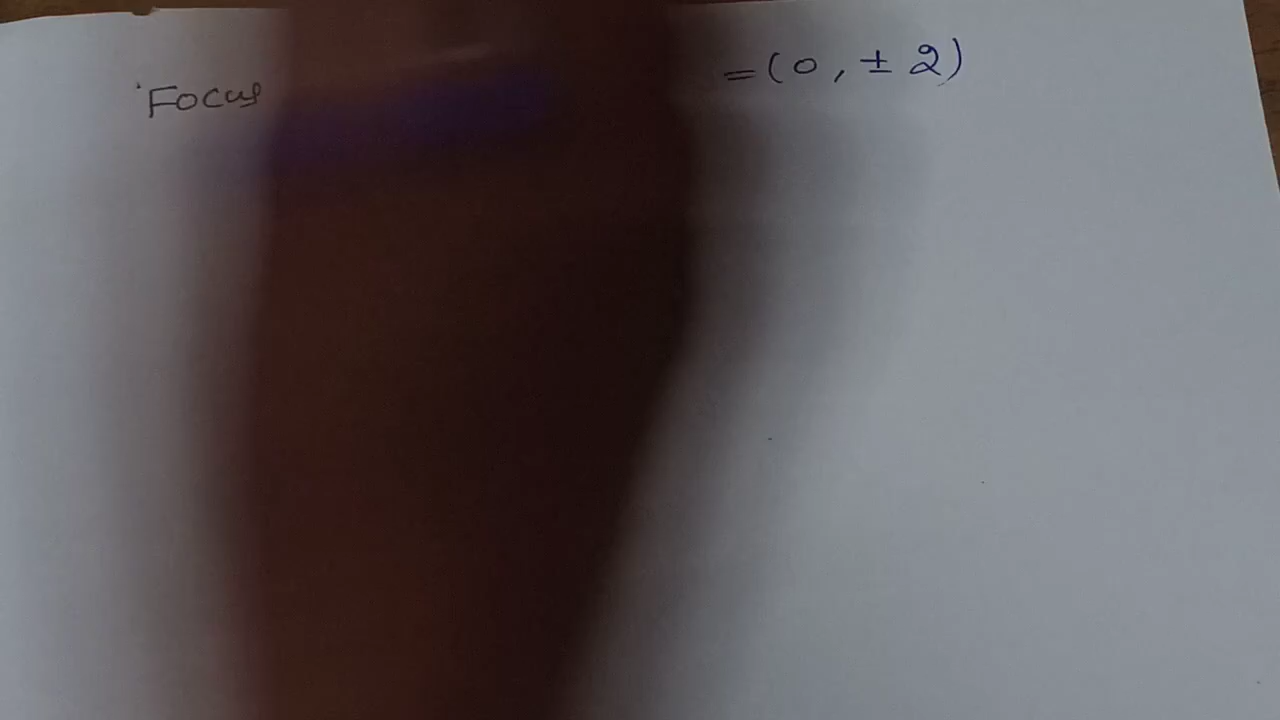 Focus = (0, ± 2)